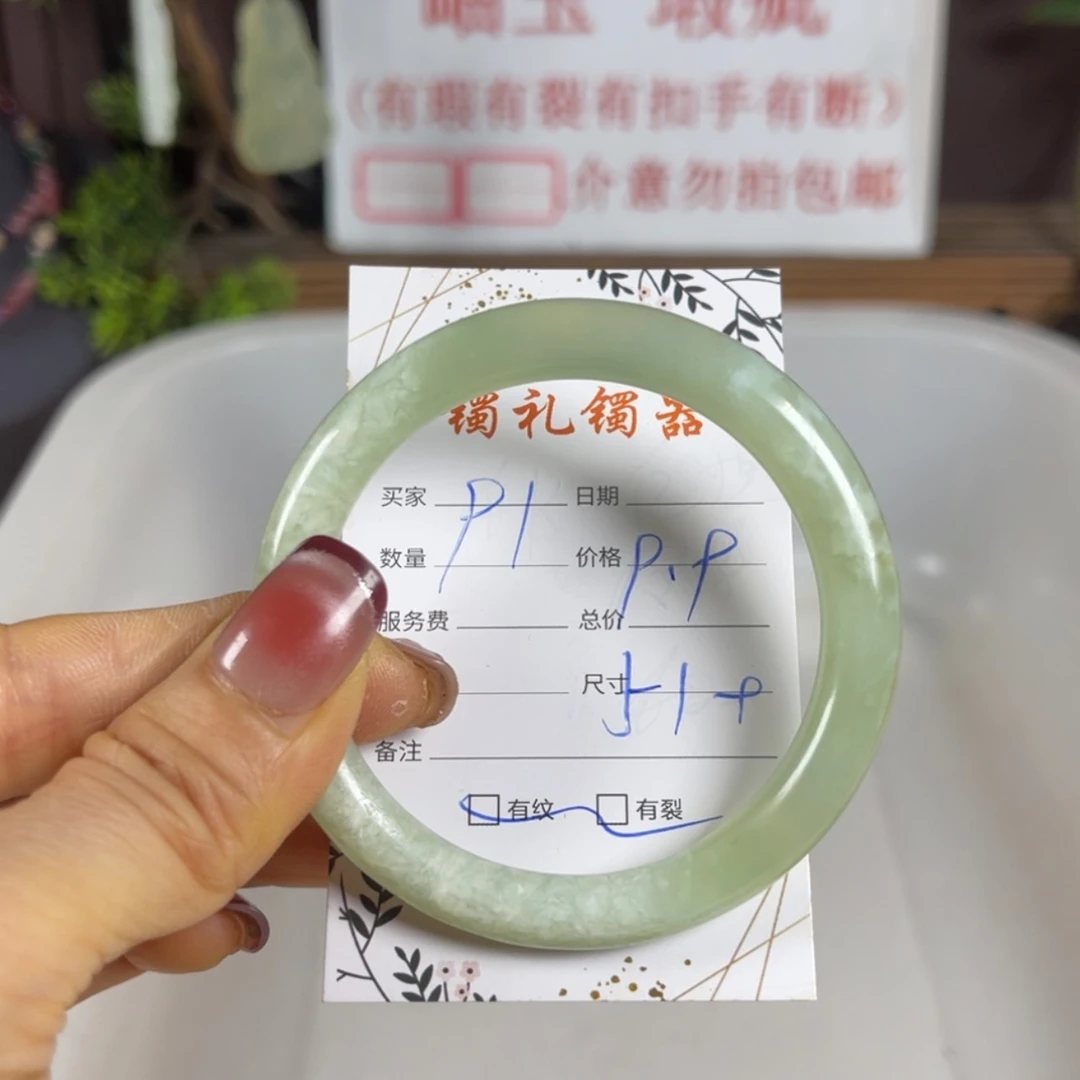 （有瑕有裂有扣手有断）
介意勿拍包邮
镯礼镯器
买家 P1 日期
数量 价格 P.P
服务费 总价
尺寸 51+
备注
有纹 有裂